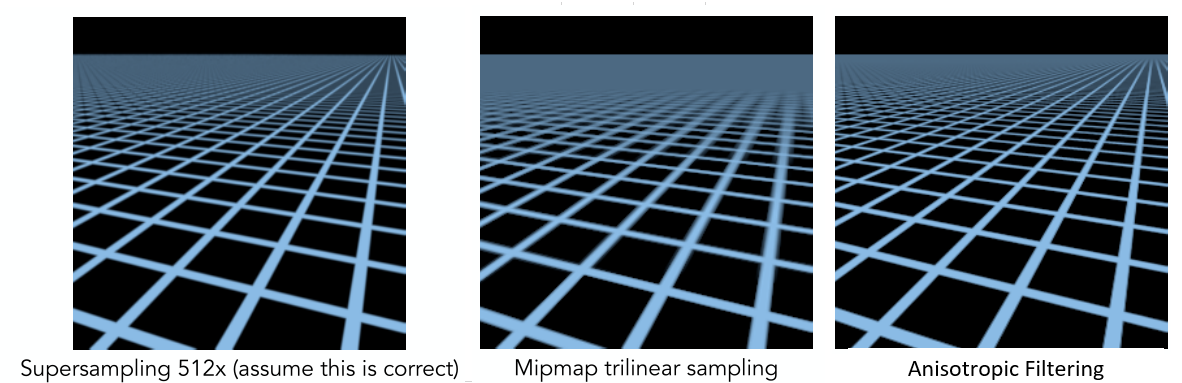 Supersampling 512x (assume this is correct)
Mipmap trilinear sampling
Anisotropic Filtering